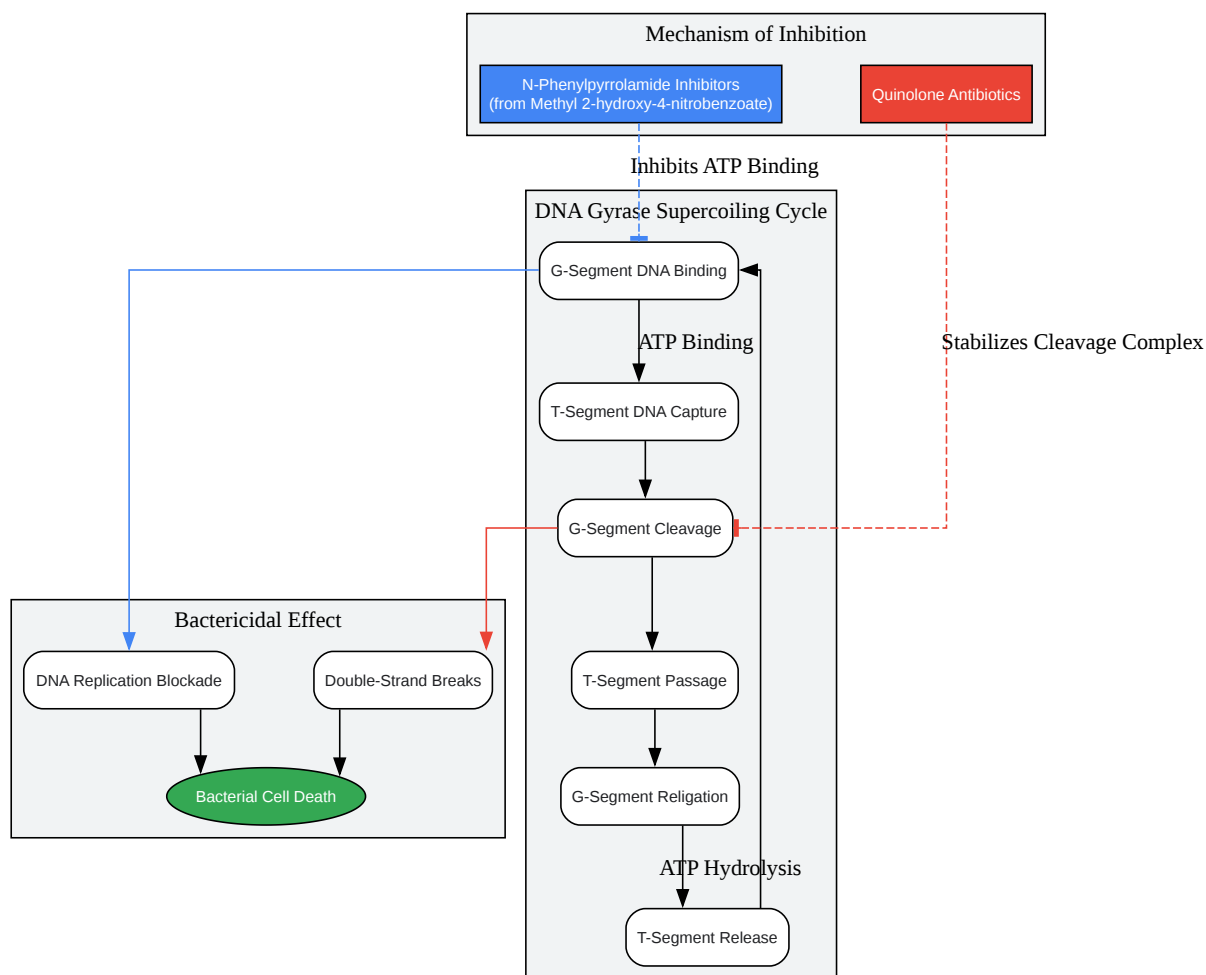 Mechanism of Inhibition
N-Phenylpyrrolamide Inhibitors
(from Methyl 2-hydroxy-4-nitrobenzoate)
Quinolone Antibiotics
Inhibits ATP Binding
DNA Gyrase Supercoiling Cycle
G-Segment DNA Binding
ATP Binding
Stabilizes Cleavage Complex
T-Segment DNA Capture
G-Segment Cleavage
Bactericidal Effect
DNA Replication Blockade
Double-Strand Breaks
T-Segment Passage
Bacterial Cell Death
G-Segment Religation
ATP Hydrolysis
T-Segment Release